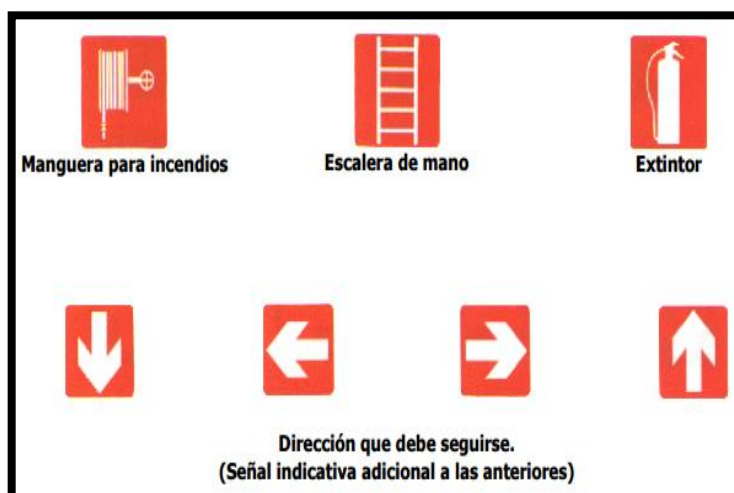 Manguera para incendios
Escalera de mano
Extintor
Dirección que debe seguirse.
(Señal indicativa adicional a las anteriores)